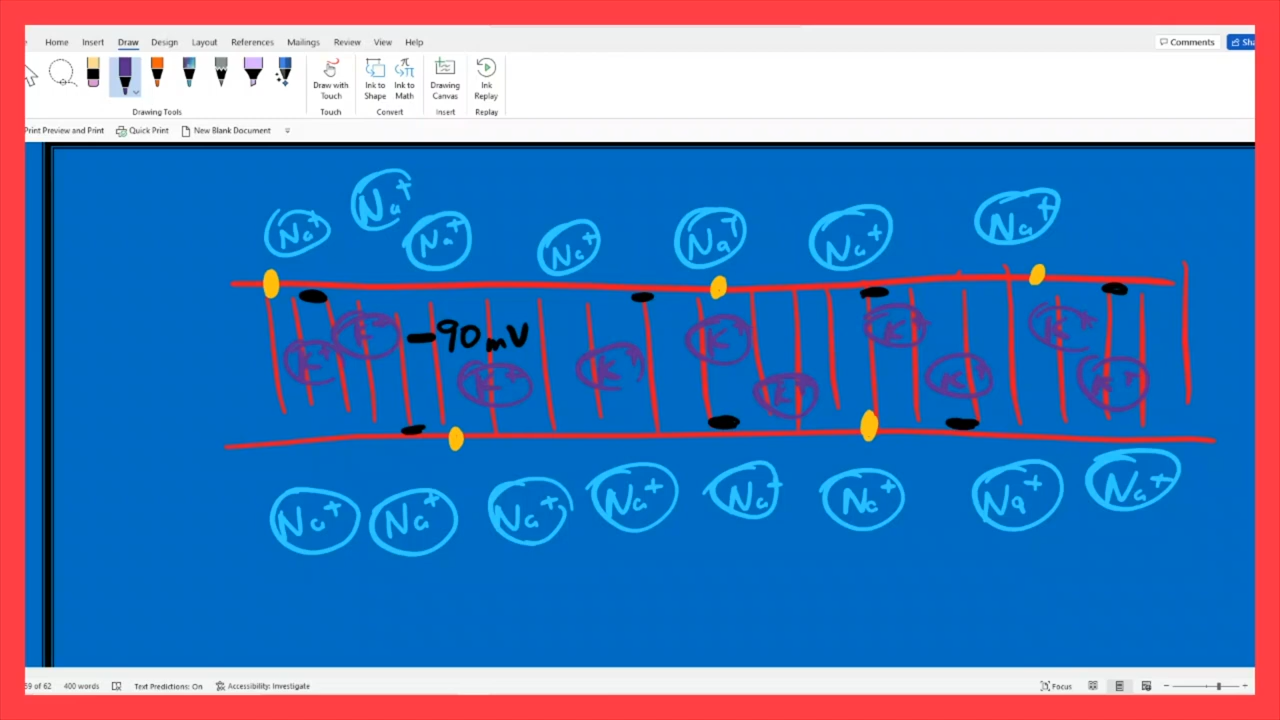 Home Insert Draw Design Layout References Mailings Review View Help
Comments
Draw with Touch
Ink to Shape
Ink to Math
Drawing Canvas
Ink Replay
Drawing Tools
Touch
Convert
Insert
Replay
Print Preview and Print Quick Print New Blank Document
Na+
Na+ Na+ Na+ Na+ Na+ Na+
-90mV
K+ K+ K+ K+
K+ K+ K+ K+ K+ K+
Na+ Na+ Na+ Na+ Na+ Na+ Na+ Na+
59 of 62 400 words Text Predictions: On Accessibility: Investigate
Focus